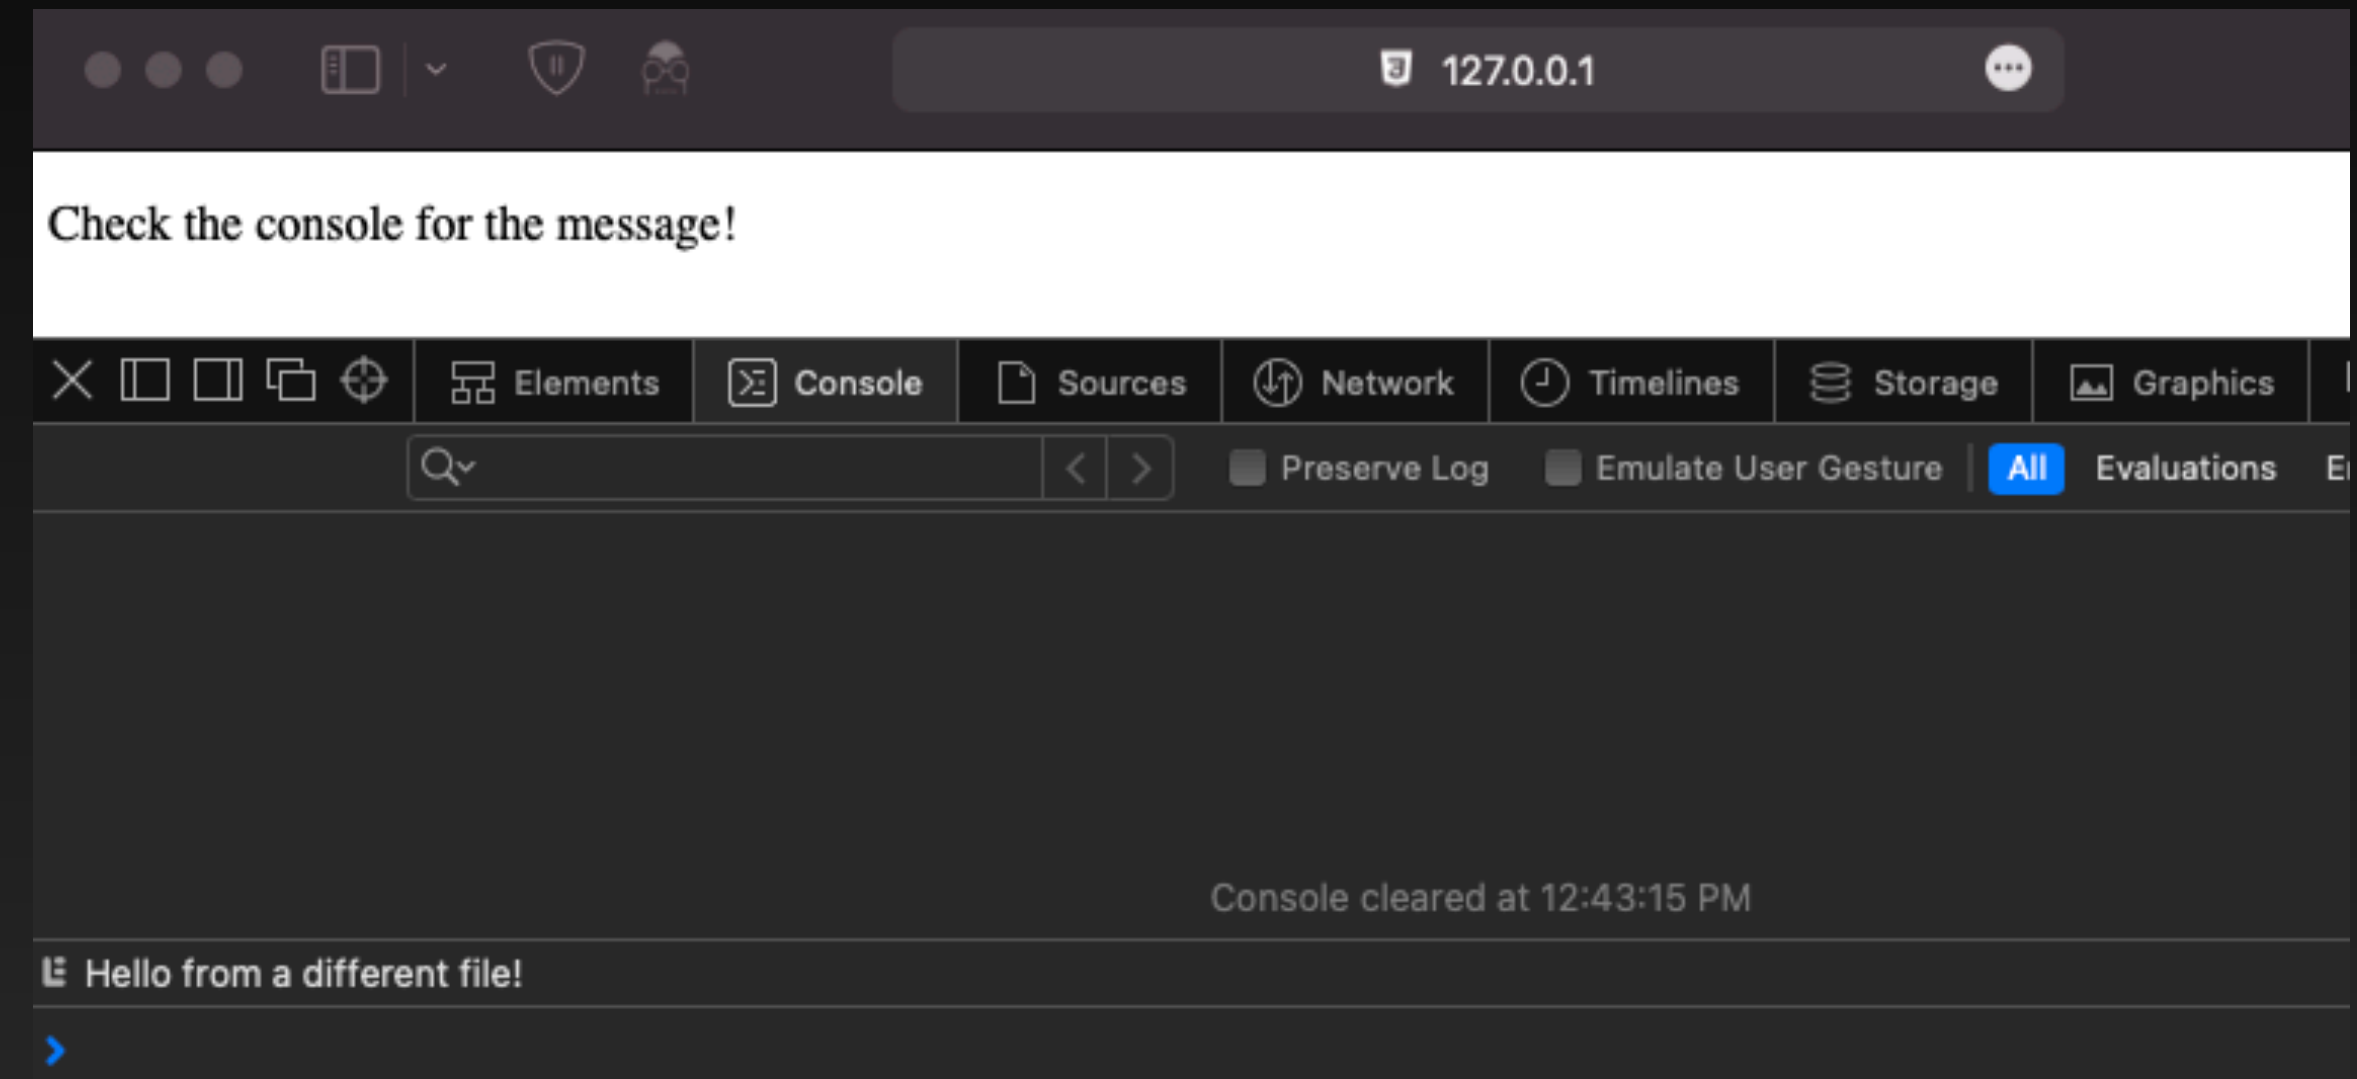 127.0.0.1
Check the console for the message!
Elements Console Sources Network Timelines Storage Graphics
Preserve Log Emulate User Gesture All Evaluations
Console cleared at 12:43:15 PM
Hello from a different file!